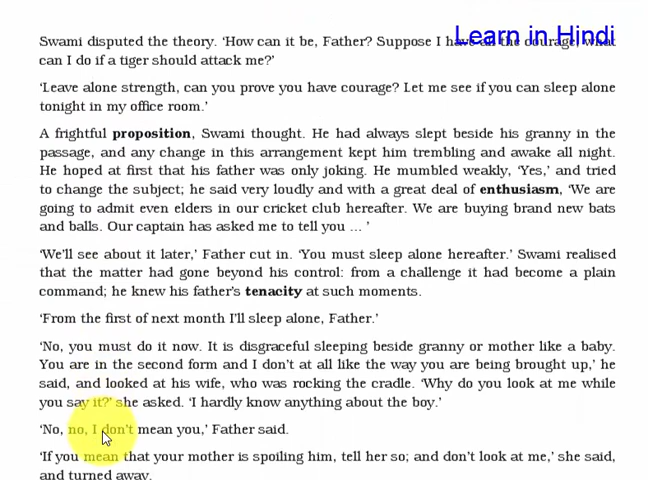 Learn in Hindi
Swami disputed the theory. ‘How can it be, Father? Suppose I have all the courage, what
can I do if a tiger should attack me?’
‘Leave alone strength, can you prove you have courage? Let me see if you can sleep alone
tonight in my office room.’
A frightful proposition, Swami thought. He had always slept beside his granny in the
passage, and any change in this arrangement kept him trembling and awake all night.
He hoped at first that his father was only joking. He mumbled weakly, ‘Yes,’ and tried
to change the subject; he said very loudly and with a great deal of enthusiasm, ‘We are
going to admit even elders in our cricket club hereafter. We are buying brand new bats
and balls. Our captain has asked me to tell you ... ’
‘We’ll see about it later,’ Father cut in. ‘You must sleep alone hereafter.’ Swami realised
that the matter had gone beyond his control: from a challenge it had become a plain
command; he knew his father’s tenacity at such moments.
‘From the first of next month I’ll sleep alone, Father.’
‘No, you must do it now. It is disgraceful sleeping beside granny or mother like a baby.
You are in the second form and I don’t at all like the way you are being brought up,’ he
said, and looked at his wife, who was rocking the cradle. ‘Why do you look at me while
you say it?’ she asked. ‘I hardly know anything about the boy.’
‘No, no, I don’t mean you,’ Father said.
‘If you mean that your mother is spoiling him, tell her so; and don’t look at me,’ she said,
and turned away.